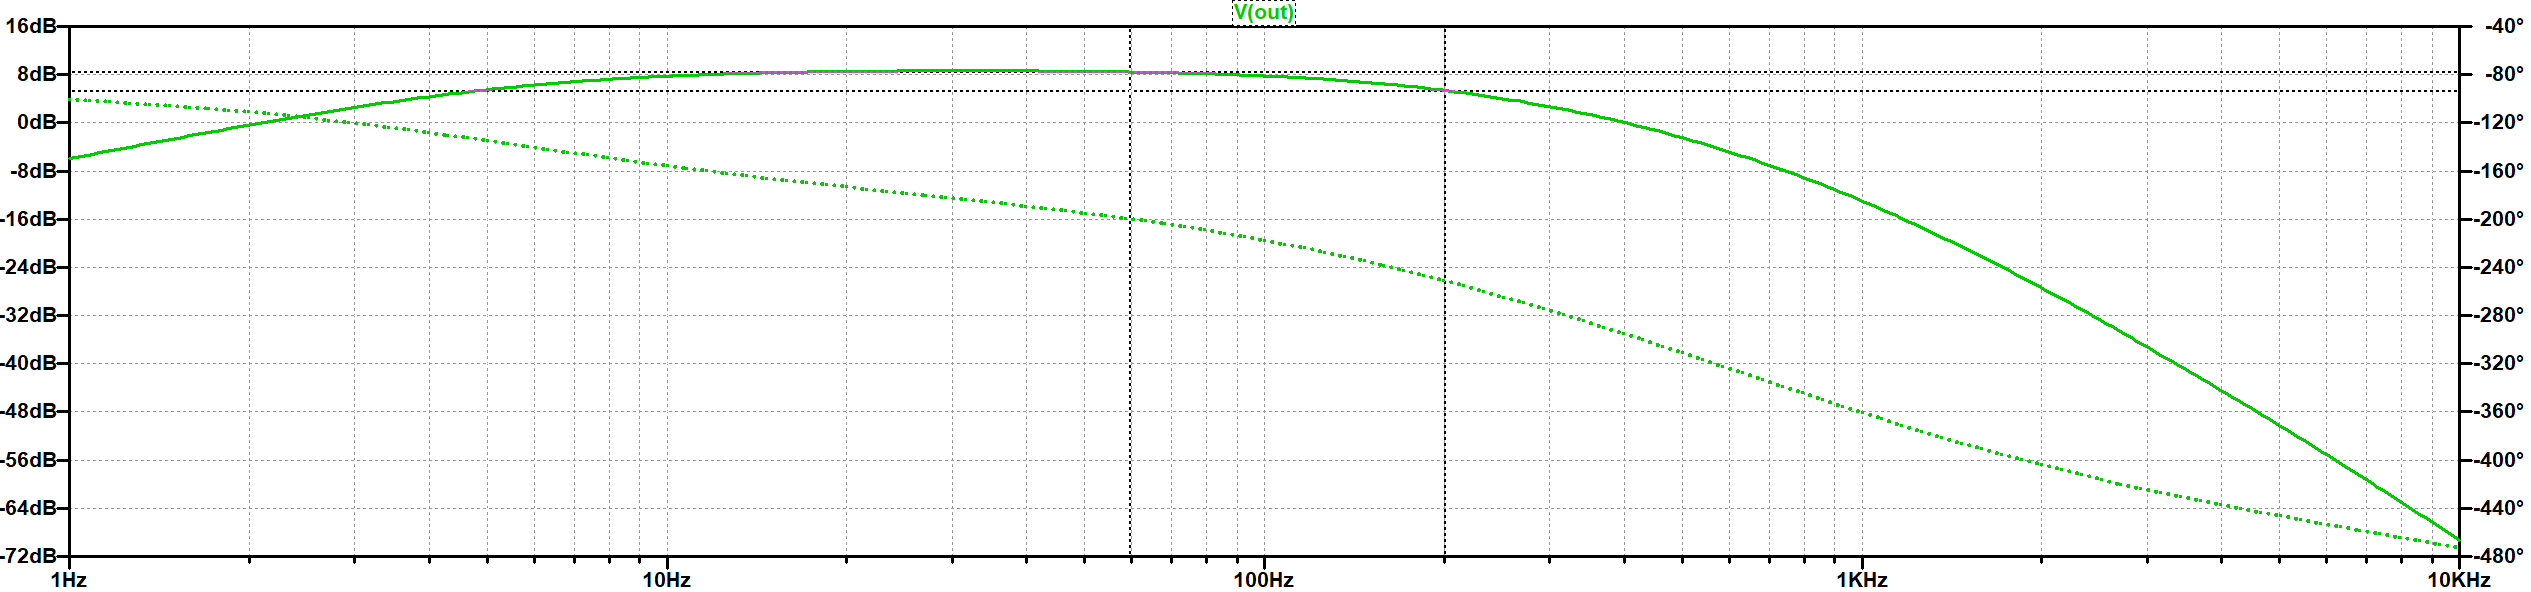 V(out)
16dB
8dB
0dB
-8dB
-16dB
-24dB
-32dB
-40dB
-48dB
-56dB
-64dB
-72dB
-40°
-80°
-120°
-160°
-200°
-240°
-280°
-320°
-360°
-400°
-440°
-480°
1Hz 10Hz 100Hz 1KHz 10KHz